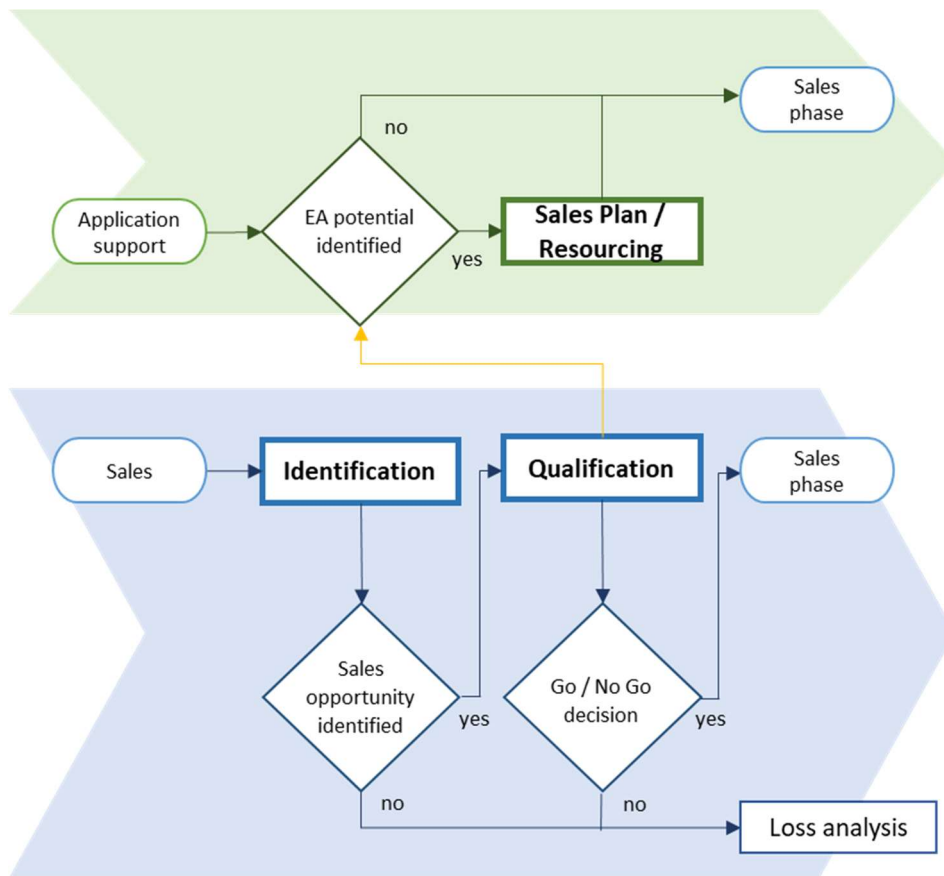 Sales
phase
no
Application
support
EA potential
identified
yes
Sales Plan /
Resourcing
Sales
Identification
Qualification
Sales
phase
Sales
opportunity
identified
yes
Go / No Go
decision
yes
no
no
Loss analysis